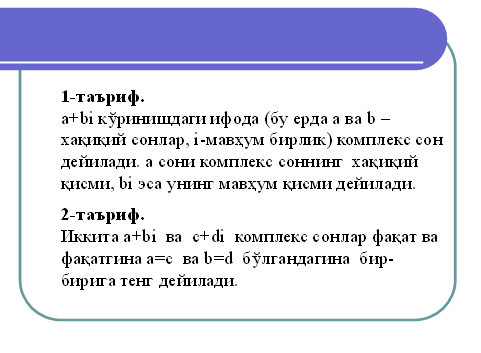 1-таъриф.
a+bi кўринишдаги ифода (бу ерда a ва b –
хақиқий сонлар, i-мавҳум бирлик) комплекс сон
дейилади. a сони комплекс соннинг хақиқий
қисми, bi эса унинг мавҳум қисми дейилади.
2-таъриф.
Иккита a+bi ва c+di комплекс сонлар фақат ва
фақатгина a=c ва b=d бўлгандагина бир-
бирига тенг дейилади.